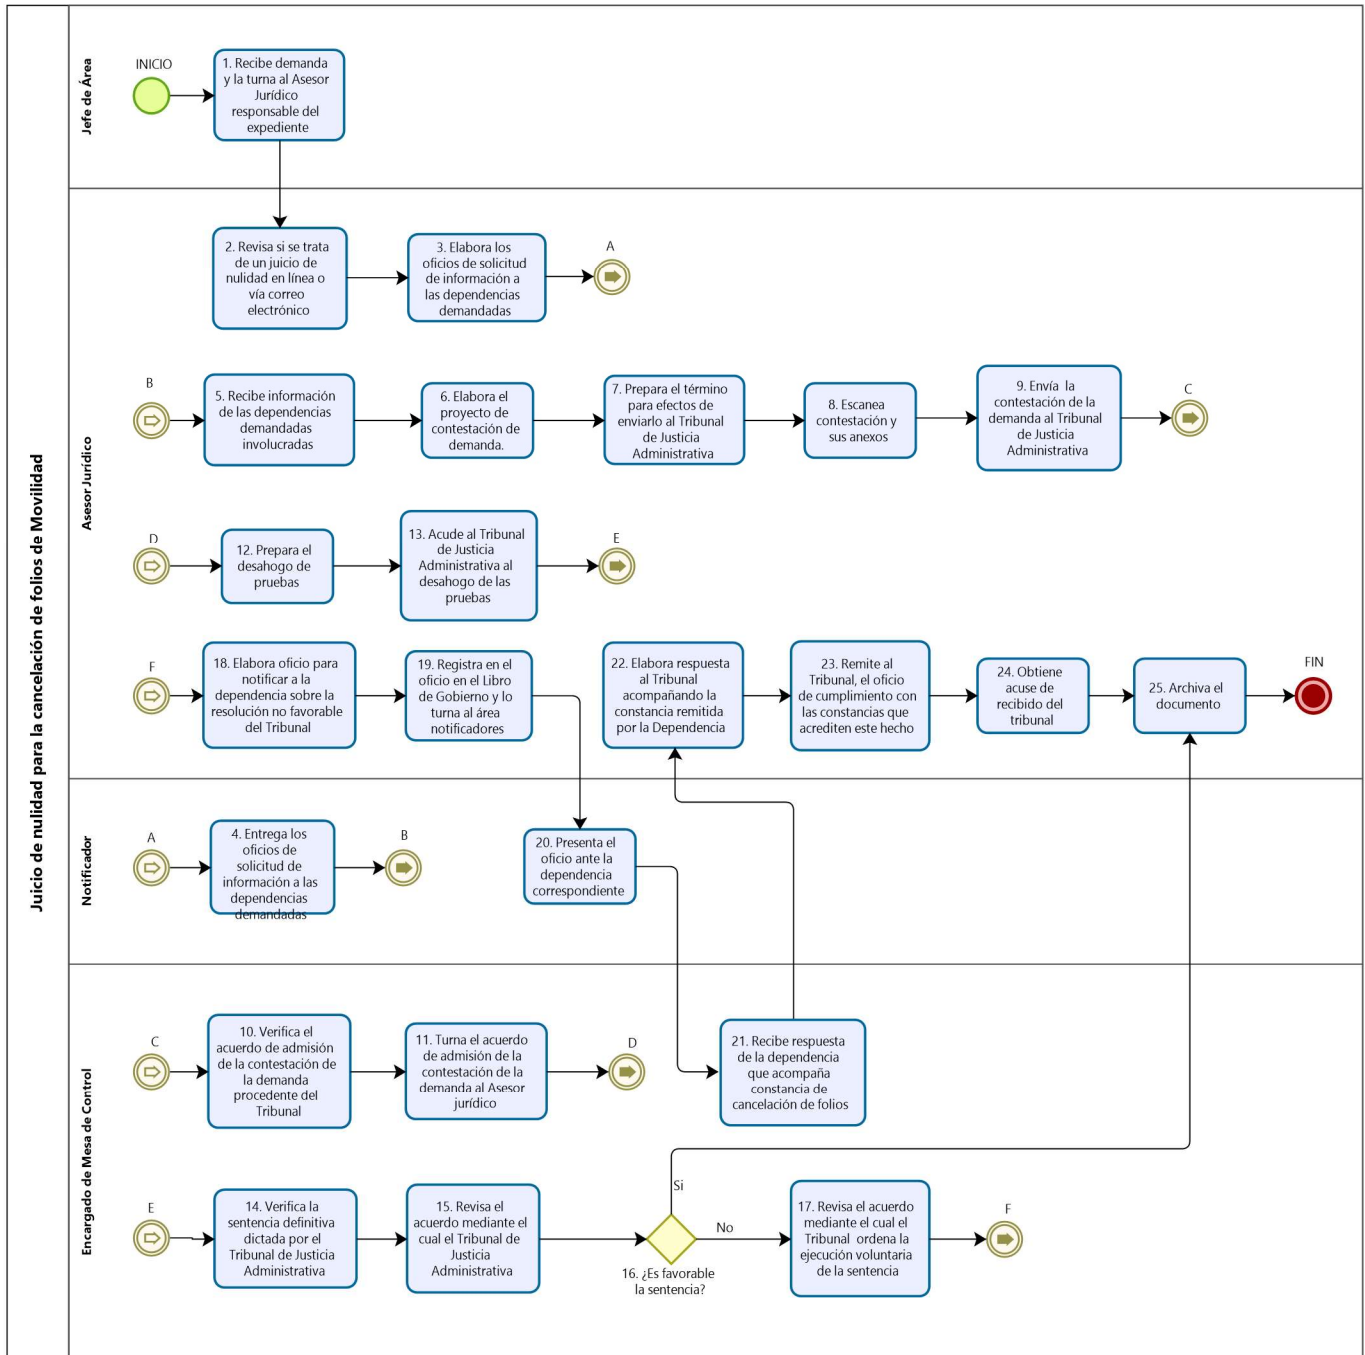 Juicio de nulidad para la cancelación de folios de Movilidad
Jefe de Área
INICIO
1. Recibe demanda
y la turna al Asesor
Jurídico
responsable del
expediente
Asesor Jurídico
2. Revisa si se trata
de un juicio de
nulidad en línea o
vía correo
electrónico
3. Elabora los
oficios de solicitud
de información a
las dependencias
demandadas
A
B
5. Recibe información
de las dependencias
demandadas
involucradas
6. Elabora el
proyecto de
contestación de
demanda.
7. Prepara el término
para efectos de
enviarlo al Tribunal
de Justicia
Administrativa
8. Escanea
contestación y
sus anexos
9. Envía la
contestación de la
demanda al Tribunal
de Justicia
Administrativa
C
D
12. Prepara el
desahogo de
pruebas
13. Acude al Tribunal
de Justicia
Administrativa al
desahogo de las
pruebas
E
F
18. Elabora oficio para
notificar a la
dependencia sobre la
resolución no favorable
del Tribunal
19. Registra en el
oficio en el Libro
de Gobierno y lo
turna al área
notificadores
22. Elabora respuesta
al Tribunal
acompañando la
constancia remitida
por la Dependencia
23. Remite al
Tribunal, el oficio
de cumplimiento con
las constancias que
acrediten este hecho
24. Obtiene
acuse de
recibido del
tribunal
25. Archiva el
documento
FIN
Notificador
A
4. Entrega los
oficios de
solicitud de
información a las
dependencias
demandadas
B
20. Presenta el
oficio ante la
dependencia
correspondiente
Encargado de Mesa de Control
C
10. Verifica el
acuerdo de admisión
de la contestación de
la demanda
procedente del
Tribunal
11. Turna el acuerdo
de admisión de la
contestación de la
demanda al Asesor
jurídico
D
21. Recibe respuesta
de la dependencia
que acompaña
constancia de
cancelación de folios
E
14. Verifica la
sentencia definitiva
dictada por el
Tribunal de Justicia
Administrativa
15. Revisa el
acuerdo mediante el
cual el Tribunal de
Justicia
Administrativa
Si
No
16. ¿Es favorable
la sentencia?
17. Revisa el acuerdo
mediante el cual el
Tribunal ordena la
ejecución voluntaria
de la sentencia
F